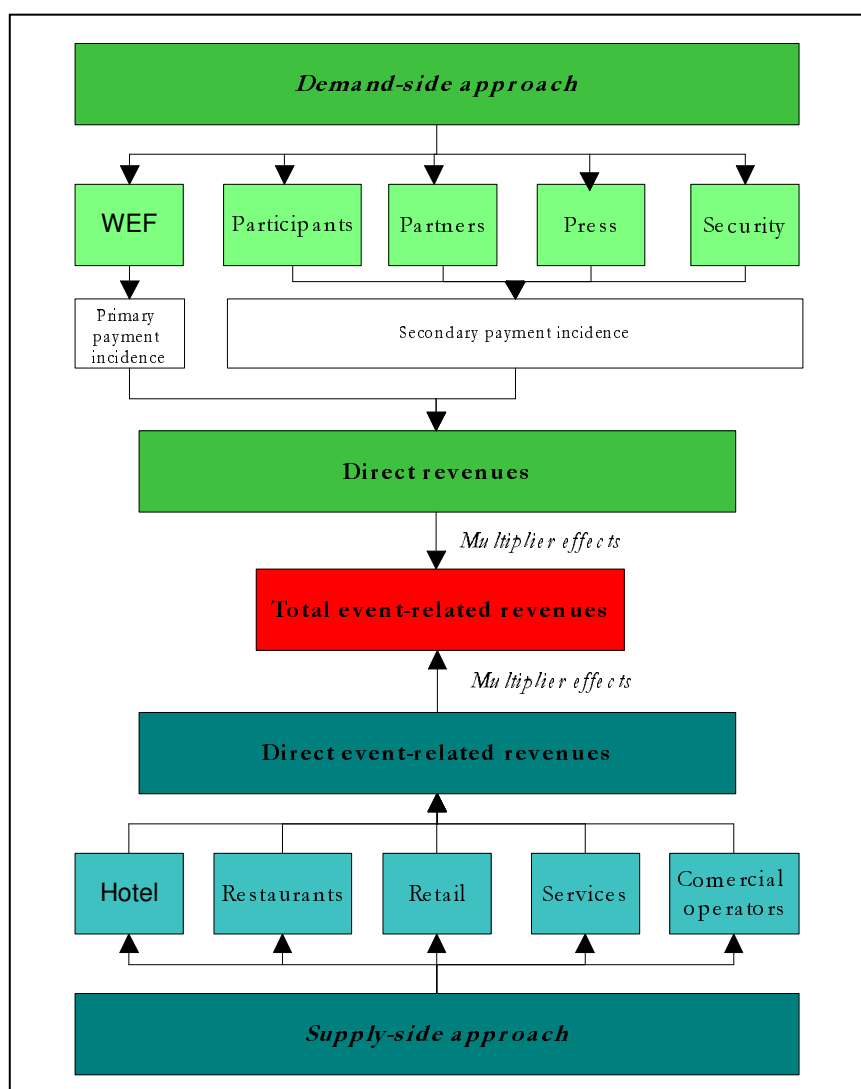 Demand-side approach
WEF
Participants
Partners
Press
Security
Primary
payment
incidence
Secondary payment incidence
Direct revenues
Multiplier effects
Total event-related revenues
Multiplier effects
Direct event-related revenues
Hotel
Restaurants
Retail
Services
Comercial
operators
Supply-side approach